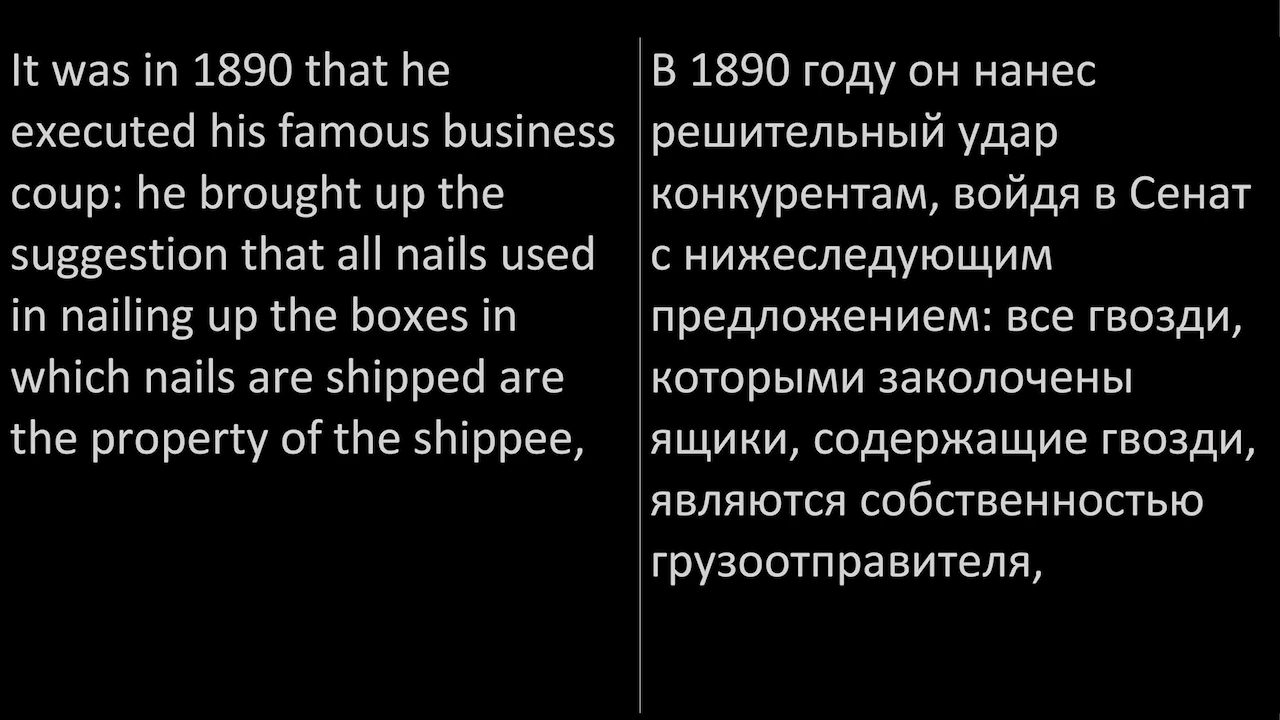 It was in 1890 that he
executed his famous business
coup: he brought up the
suggestion that all nails used
in nailing up the boxes in
which nails are shipped are
the property of the shippee,
В 1890 году он нанес
решительный удар
конкурентам, войдя в Сенат
с нижеследующим
предложением: все гвозди,
которыми заколочены
ящики, содержащие гвозди,
являются собственностью
грузоотправителя,